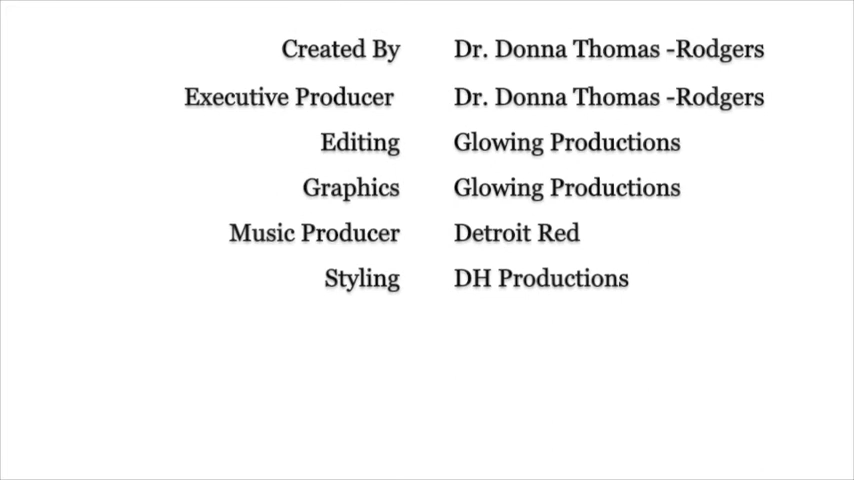 Created By Dr. Donna Thomas -Rodgers
Executive Producer Dr. Donna Thomas -Rodgers
Editing Glowing Productions
Graphics Glowing Productions
Music Producer Detroit Red
Styling DH Productions